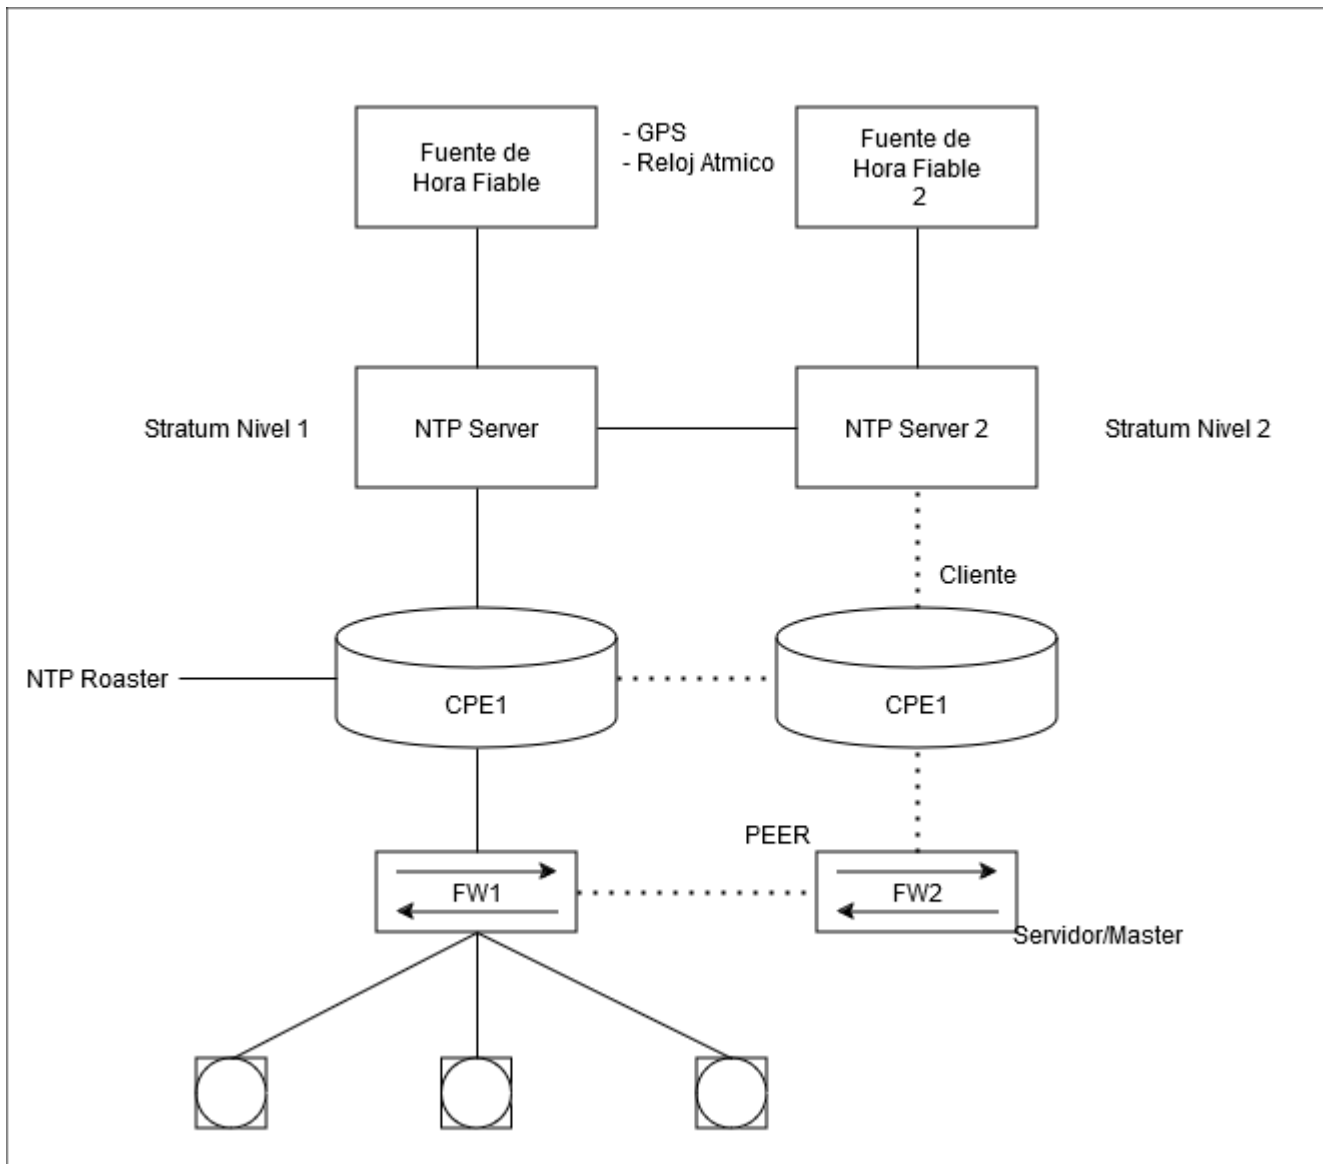 Fuente de
Hora Fiable
- GPS
- Reloj Atmico
Fuente de
Hora Fiable
2
Stratum Nivel 1
NTP Server
NTP Server 2
Stratum Nivel 2
Cliente
NTP Roaster
CPE1
CPE1
PEER
FW1
FW2
Servidor/Master